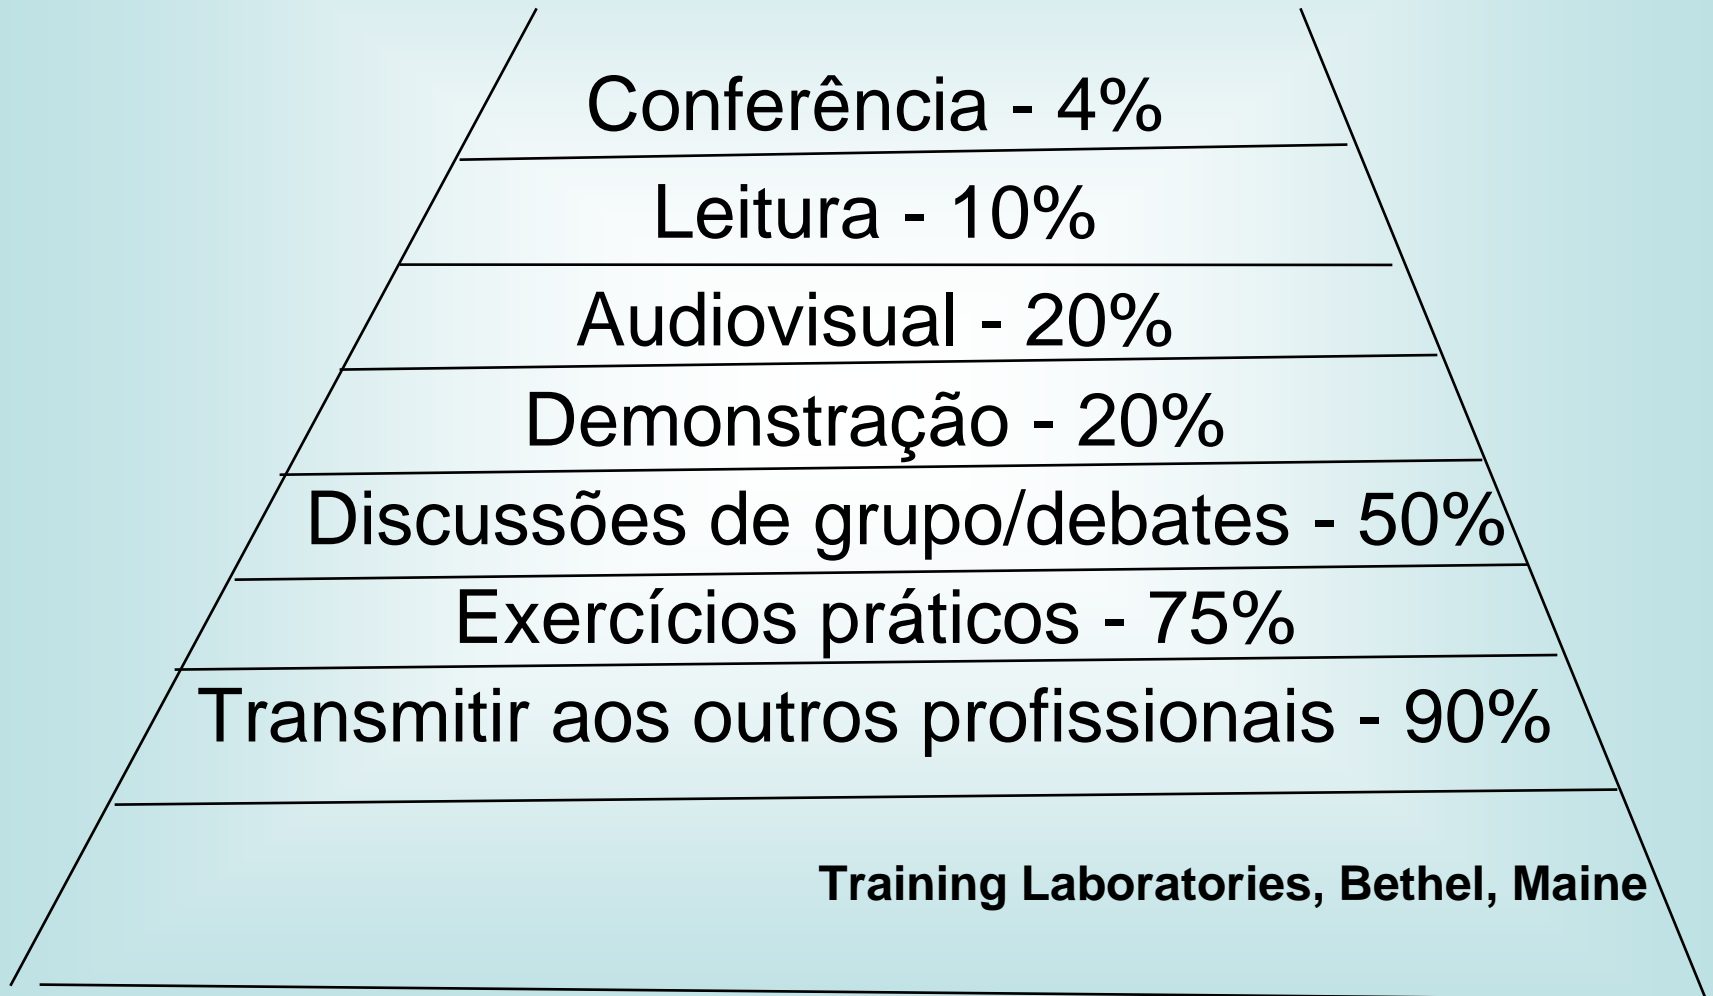 Conferência - 4%
Leitura - 10%
Audiovisual - 20%
Demonstração - 20%
Discussões de grupo/debates - 50%
Exercícios práticos - 75%
Transmitir aos outros profissionais - 90%
Training Laboratories, Bethel, Maine